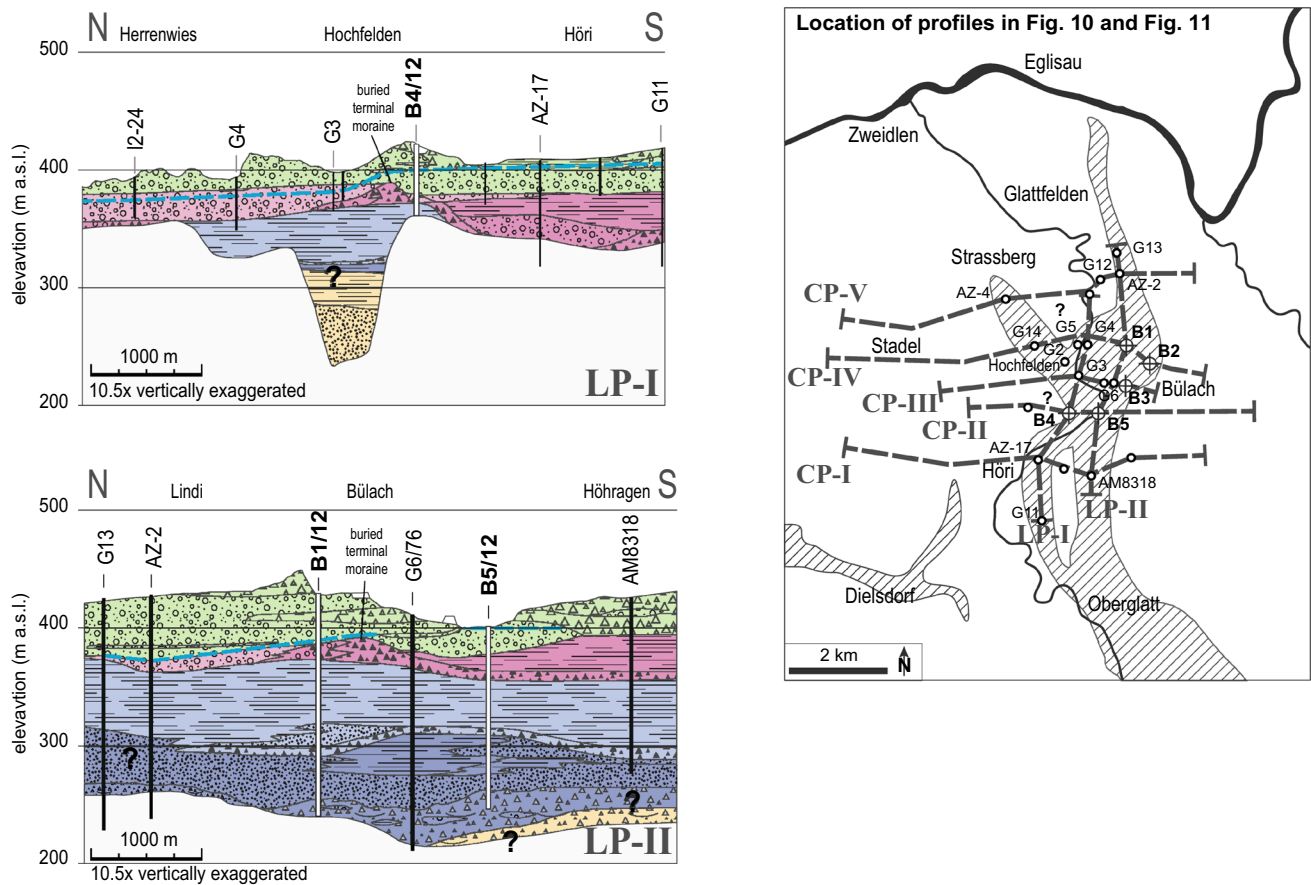 N
Herrenwies
Hochfelden
Höri
S
500
400
300
200
elevavtion (m a.s.l.)
I2-24
G4
G3
buried
terminal
moraine
B4/12
AZ-17
G11
?
1000 m
10.5x vertically exaggerated
LP-I
N
Lindi
Bülach
Höhragen
S
500
400
300
200
elevavtion (m a.s.l.)
G13
AZ-2
B1/12
buried
terminal
moraine
G6/76
B5/12
AM8318
?
?
?
1000 m
10.5x vertically exaggerated
LP-II
Location of profiles in Fig. 10 and Fig. 11
Eglisau
Zweidlen
Glattfelden
Strassberg
G13
G12
AZ-2
CP-V
AZ-4
?
G14
G5
G4
B1
Stadel
G2
B2
CP-IV
Hochfelden
G3
Bülach
CP-III
G6
B3
?
CP-II
B4
B5
AZ-17
CP-I
Höri
AM8318
G11
LP-II
LP-I
Dielsdorf
Oberglatt
2 km
N